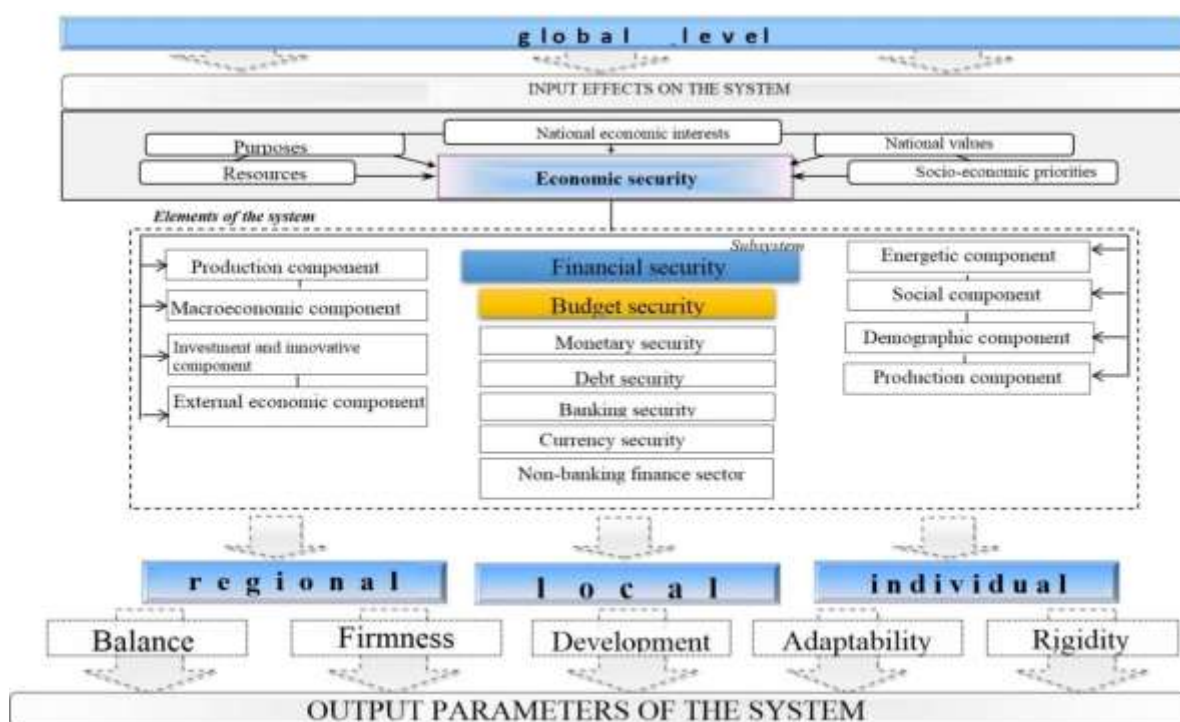 global level
INPUT EFFECTS ON THE SYSTEM
National economic interests
Purposes
National values
Resources
Economic security
Socio-economic priorities
Elements of the system
Subsystem
Production component
Macroeconomic component
Investment and innovative
component
External economic component
Financial security
Budget security
Monetary security
Debt security
Banking security
Currency security
Non-banking finance sector
Energetic component
Social component
Demographic component
Production component
regional
local
individual
Balance
Firmness
Development
Adaptability
Rigidity
OUTPUT PARAMETERS OF THE SYSTEM